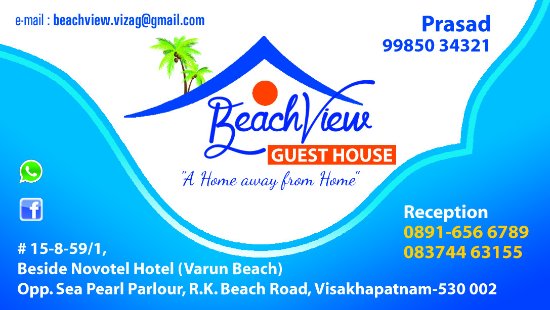 e-mail : beachview.vizag@gmail.com
Prasad
99850 34321
BeachView
GUEST HOUSE
"A Home away from Home"
Reception
0891-656 6789
083744 63155
# 15-8-59/1,
Beside Novotel Hotel (Varun Beach)
Opp. Sea Pearl Parlour, R.K. Beach Road, Visakhapatnam-530 002